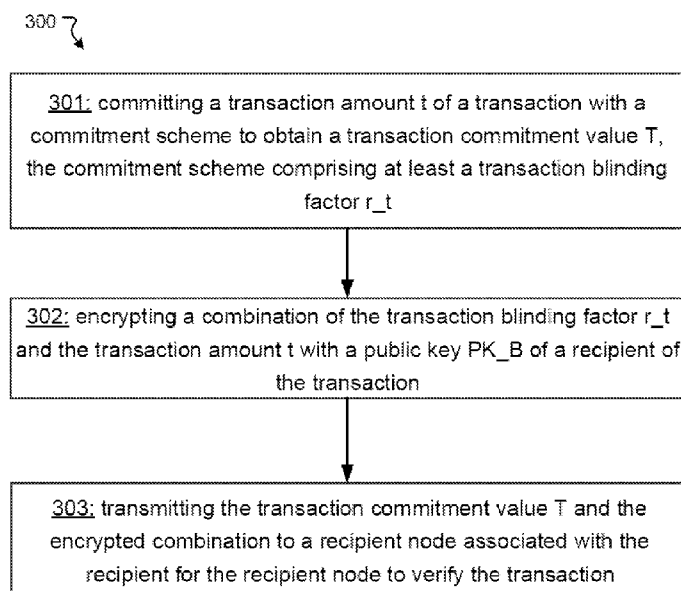 300
301: committing a transaction amount t of a transaction with a
commitment scheme to obtain a transaction commitment value T,
the commitment scheme comprising at least a transaction blinding
factor r_t
302: encrypting a combination of the transaction blinding factor r_t
and the transaction amount t with a public key PK_B of a recipient of
the transaction
303: transmitting the transaction commitment value T and the
encrypted combination to a recipient node associated with the
recipient for the recipient node to verify the transaction